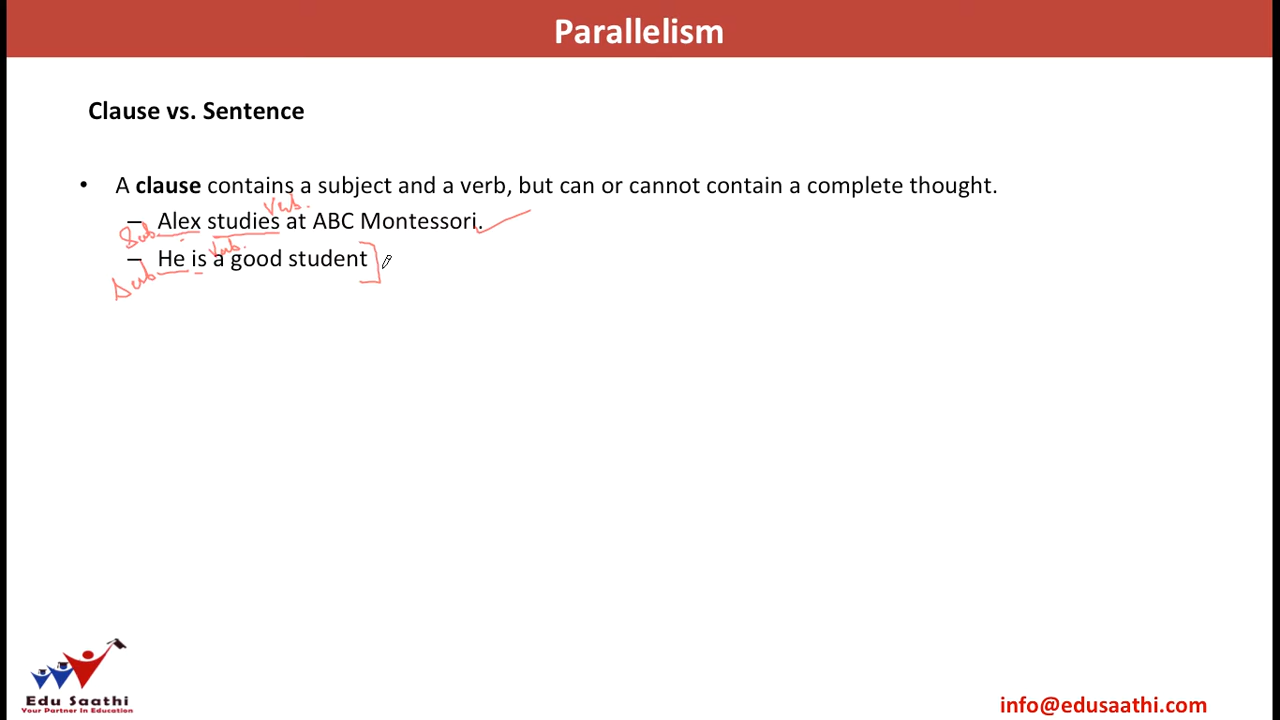 Parallelism
Clause vs. Sentence
• A clause contains a subject and a verb, but can or cannot contain a complete thought.
Verb.
– Alex studies at ABC Montessori.
Sub
Verb.
– He is a good student
Sub
Edu Saathi
Your Partner In Education
info@edusaathi.com